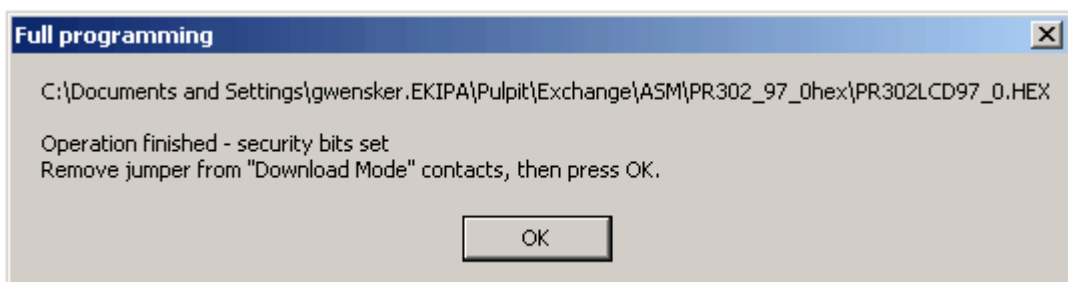 Full programming
C:\Documents and Settings\gwensker.EKIPA\Pulpit\Exchange\ASM\PR302_97_0hex\PR302LCD97_0.HEX
Operation finished - security bits set
Remove jumper from "Download Mode" contacts, then press OK.
OK